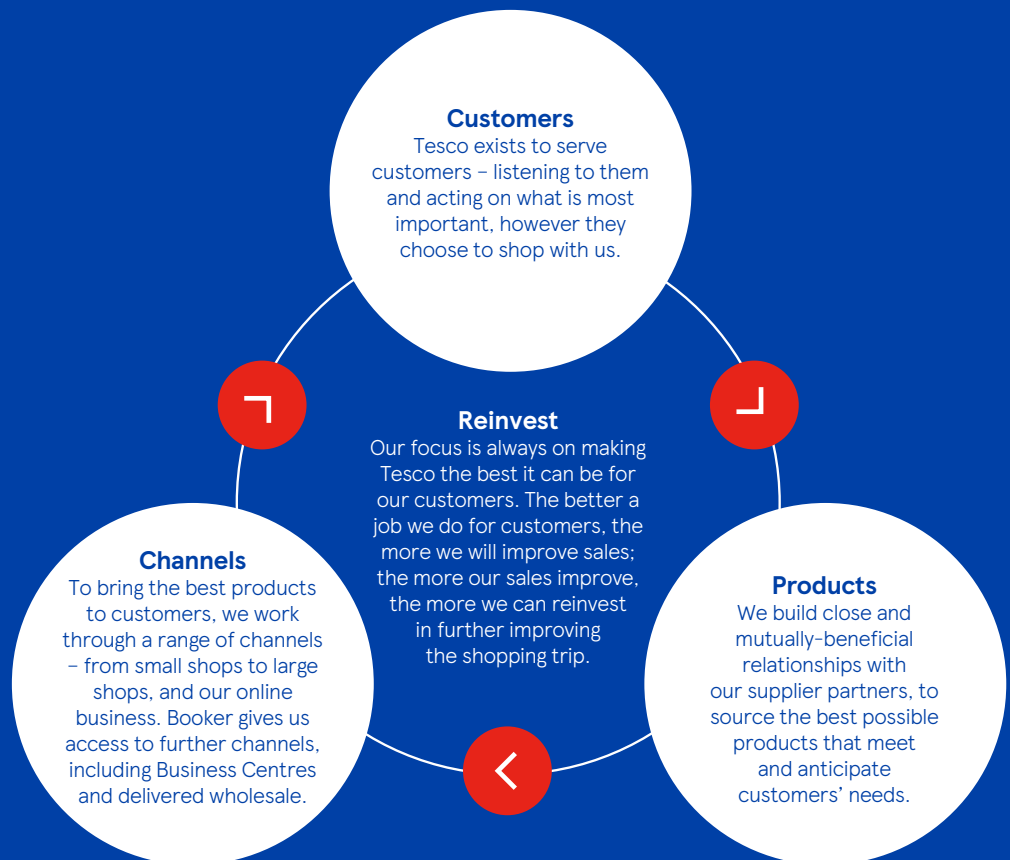 Customers
Tesco exists to serve
customers – listening to them
and acting on what is most
important, however they
choose to shop with us.
Reinvest
Our focus is always on making
Tesco the best it can be for
our customers. The better a
job we do for customers, the
more we will improve sales;
the more our sales improve,
the more we can reinvest
in further improving
the shopping trip.
Channels
To bring the best products
to customers, we work
through a range of channels
– from small shops to large
shops, and our online
business. Booker gives us
access to further channels,
including Business Centres
and delivered wholesale.
Products
We build close and
mutually-beneficial
relationships with
our supplier partners, to
source the best possible
products that meet
and anticipate
customers’ needs.